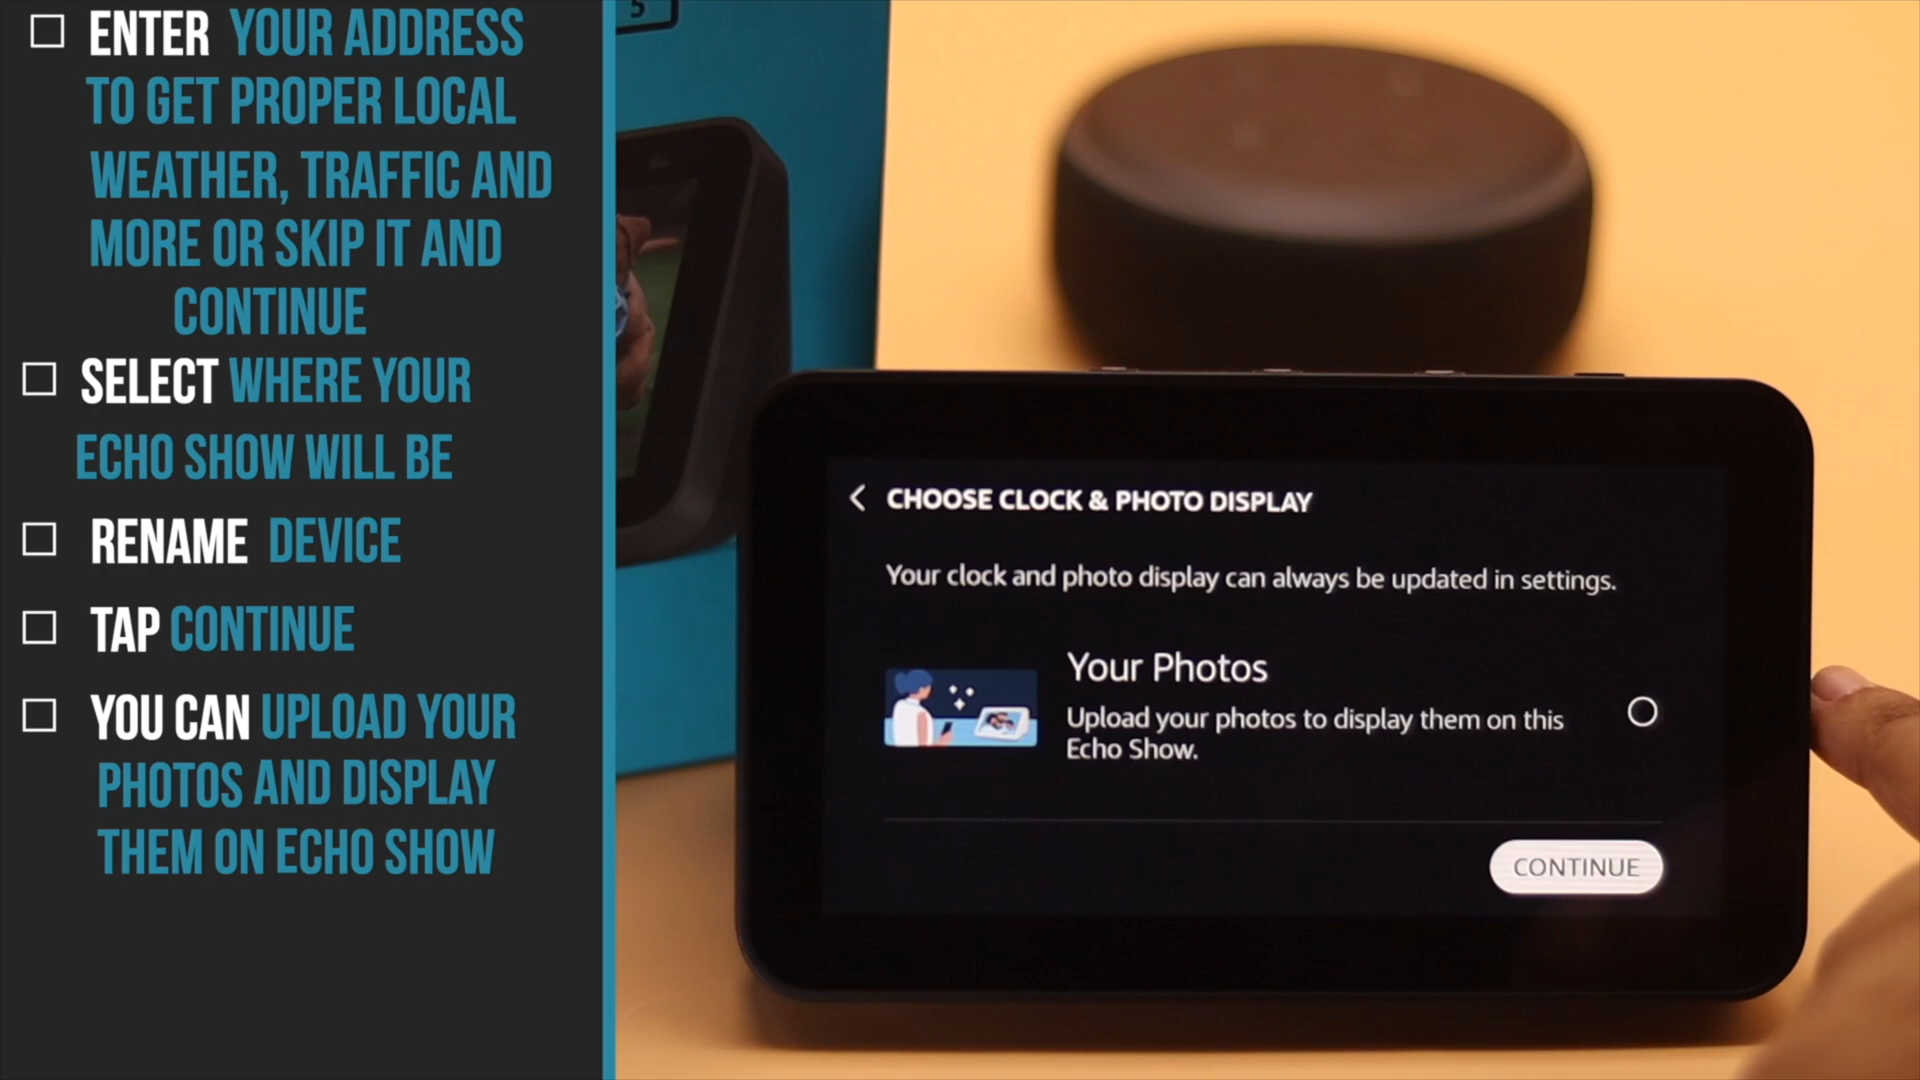 ENTER YOUR ADDRESS
TO GET PROPER LOCAL
WEATHER, TRAFFIC AND
MORE OR SKIP IT AND
CONTINUE
SELECT WHERE YOUR
ECHO SHOW WILL BE
RENAME DEVICE
TAP CONTINUE
YOU CAN UPLOAD YOUR
PHOTOS AND DISPLAY
THEM ON ECHO SHOW
5
CHOOSE CLOCK & PHOTO DISPLAY
Your clock and photo display can always be updated in settings.
Your Photos
Upload your photos to display them on this
Echo Show.
CONTINUE